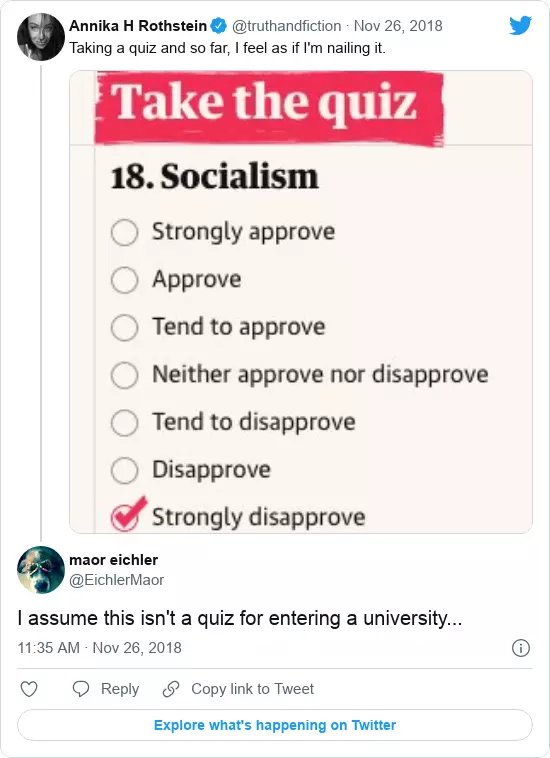 Annika H Rothstein @truthandfiction · Nov 26, 2018
Taking a quiz and so far, I feel as if I'm nailing it.
Take the quiz
18. Socialism
Strongly approve
Approve
Tend to approve
Neither approve nor disapprove
Tend to disapprove
Disapprove
Strongly disapprove
maor eichler
@EichlerMaor
I assume this isn't a quiz for entering a university...
11:35 AM · Nov 26, 2018
Reply Copy link to Tweet
Explore what's happening on Twitter